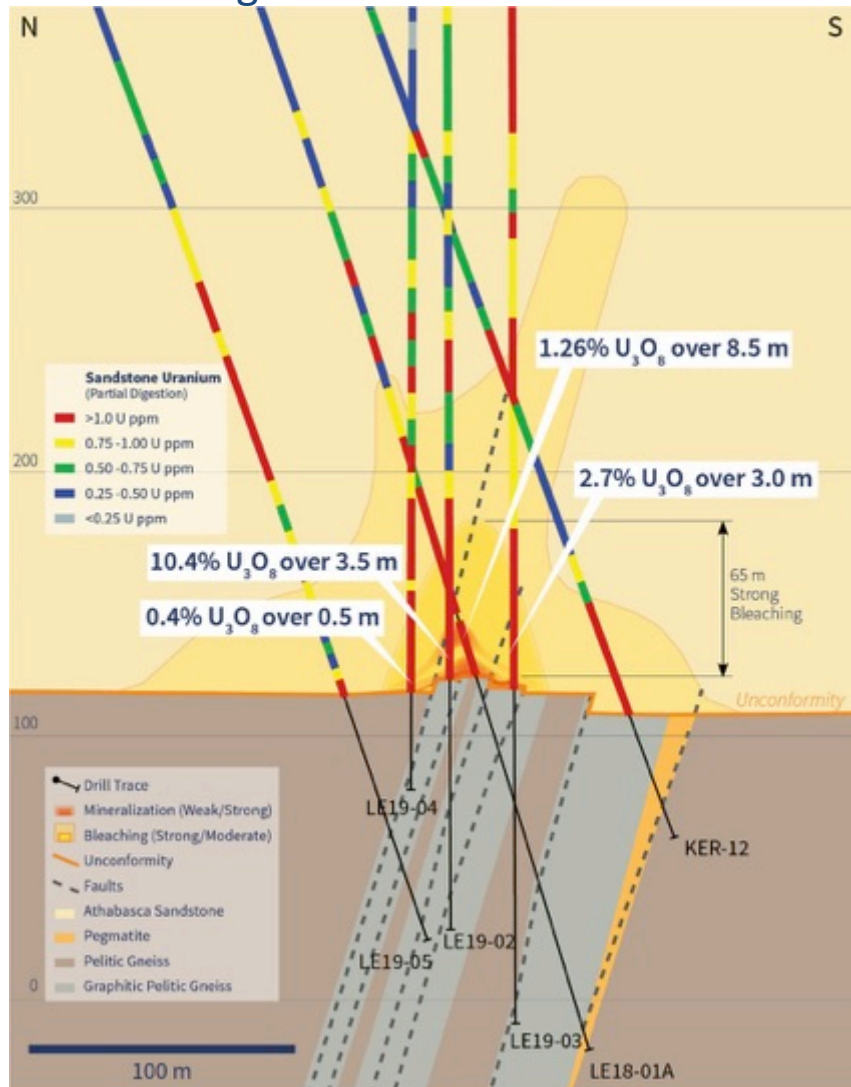 N
S
300
1.26% U₃O₈ over 8.5 m
Sandstone Uranium
(Partial Digestion)
>1.0 U ppm
0.75 -1.00 U ppm
0.50 -0.75 U ppm
0.25 -0.50 U ppm
<0.25 U ppm
200
2.7% U₃O₈ over 3.0 m
10.4% U₃O₈ over 3.5 m
0.4% U₃O₈ over 0.5 m
65 m
Strong
Bleaching
Unconformity
100
Drill Trace
Mineralization (Weak/Strong)
Bleaching (Strong/Moderate)
Unconformity
Faults
Athabasca Sandstone
Pegmatite
Pelitic Gneiss
Graphitic Pelitic Gneiss
LE19-04
KER-12
LE19-02
LE19-05
0
LE19-03
LE18-01A
100 m